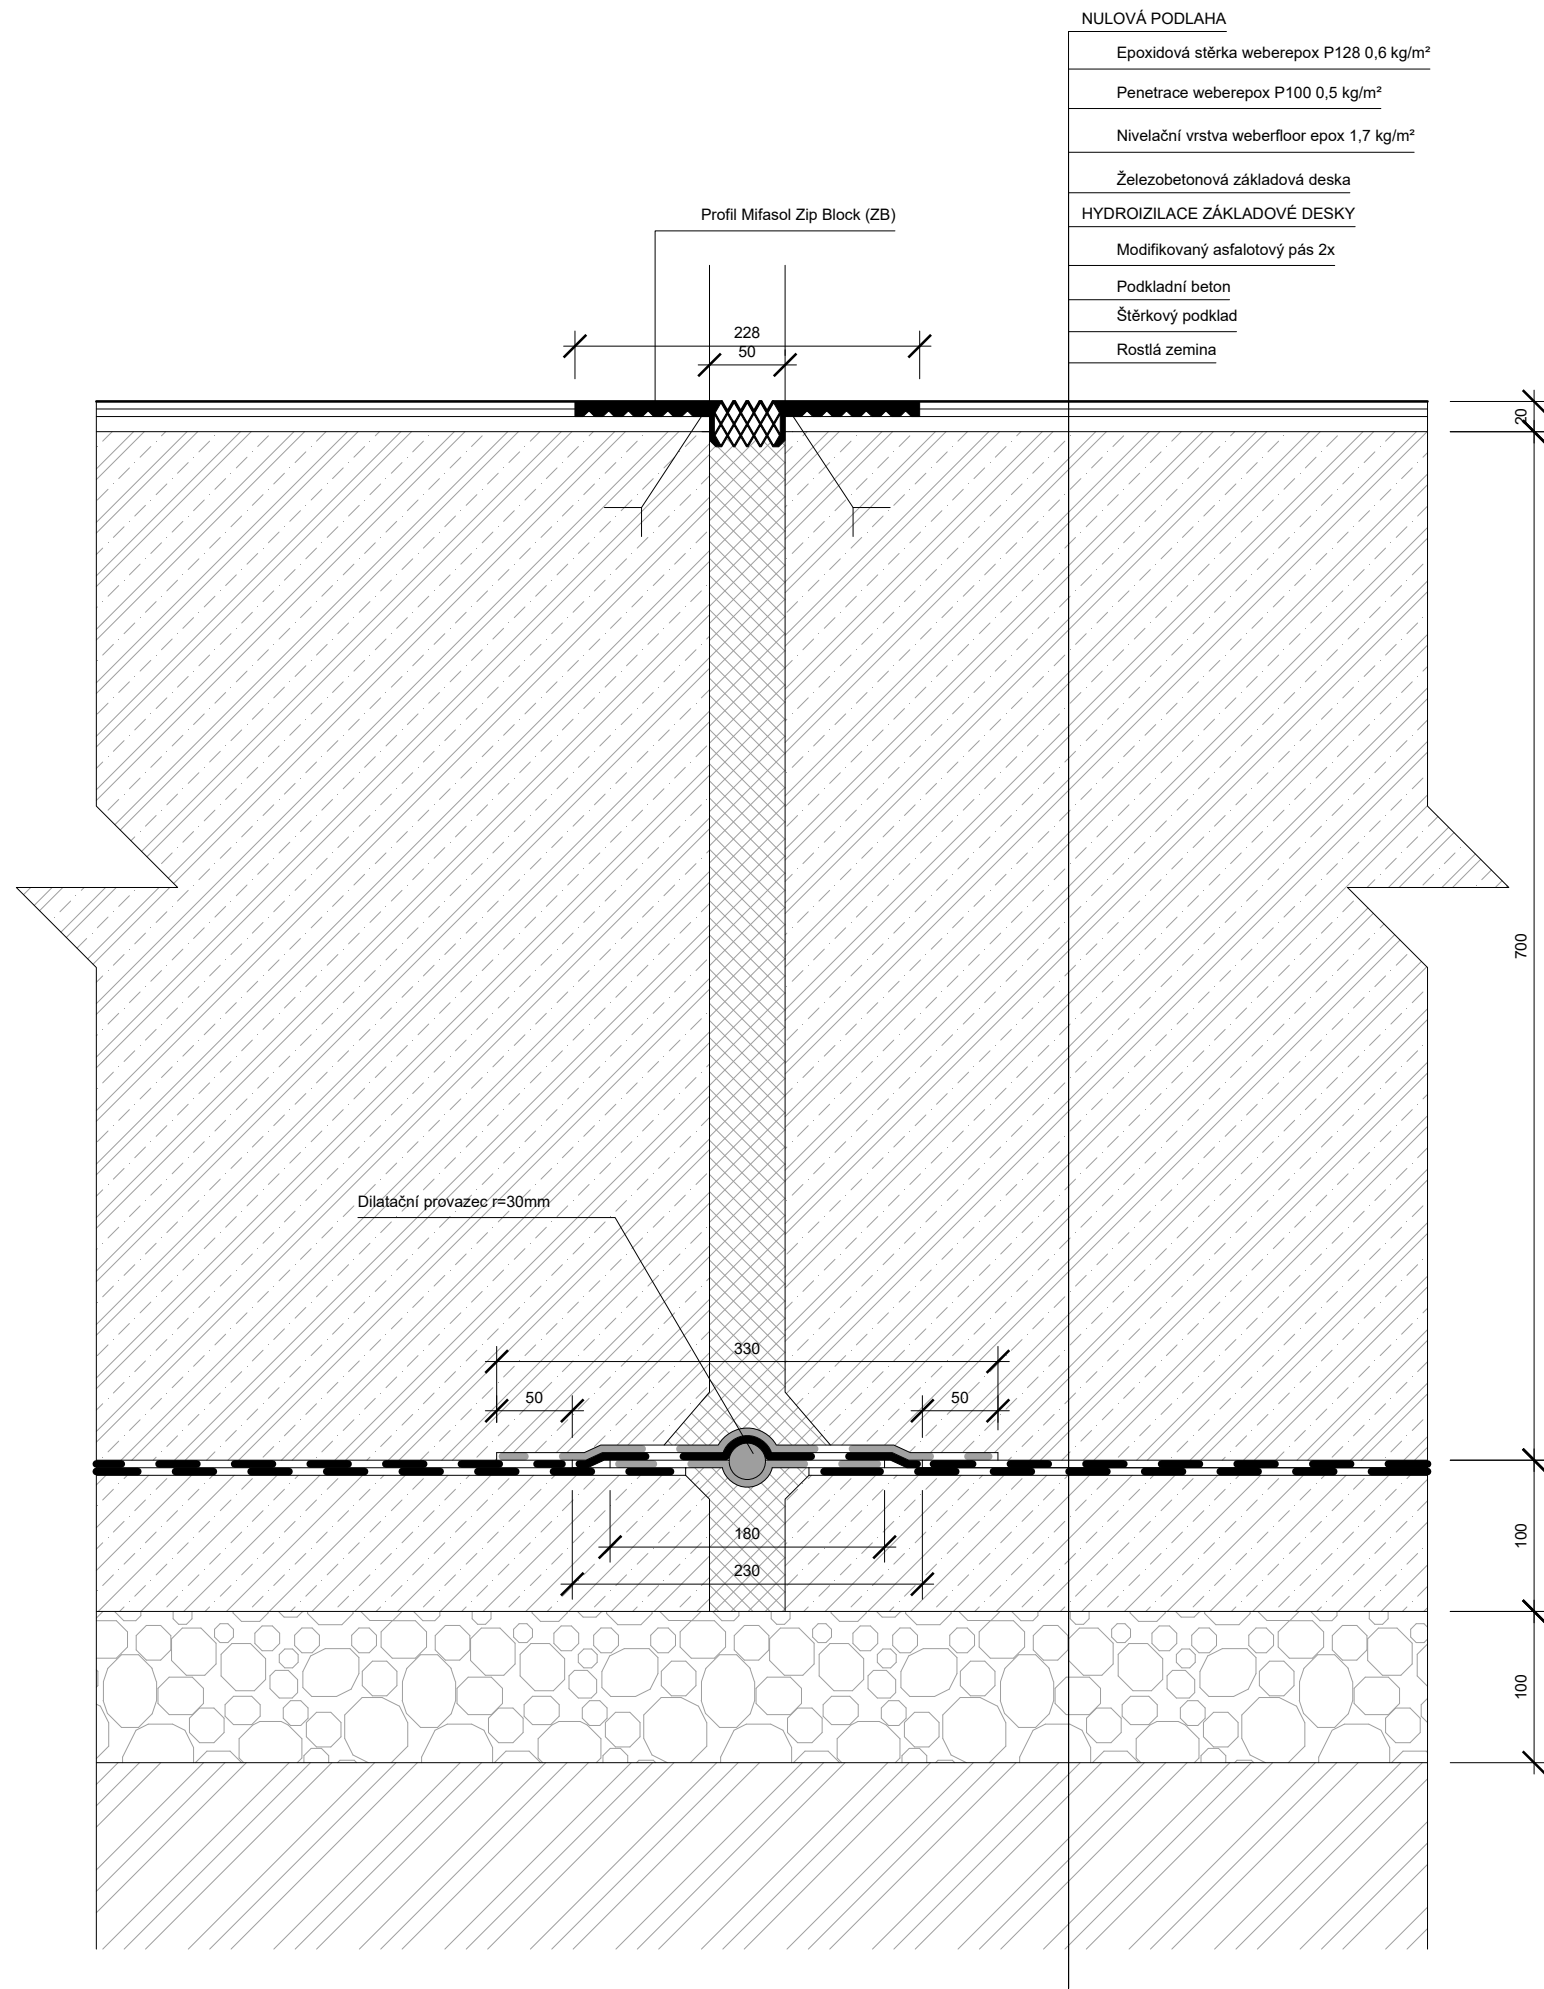 NULOVÁ PODLAHA
Epoxidová stěrka weberepox P128 0,6 kg/m²
Penetrace weberepox P100 0,5 kg/m²
Nivelační vrstva weberfloor epox 1,7 kg/m²
Železobetonová základová deska
HYDROIZILACE ZÁKLADOVÉ DESKY
Modifikovaný asfalotový pás 2x
Podkladní beton
Štěrkový podklad
Rostlá zemina
Profil Mifasol Zip Block (ZB)
228
50
20
700
Dilatační provazec r=30mm
330
50
50
180
230
100
100